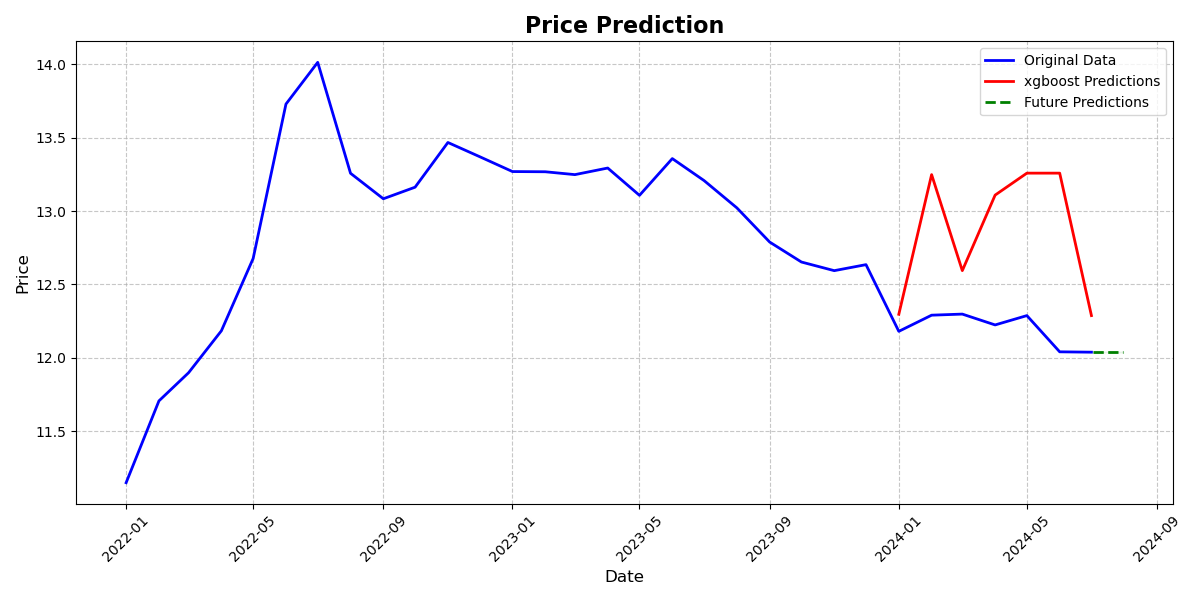 Price Prediction
Original Data
xgboost Predictions
Future Predictions
Price
14.0
13.5
13.0
12.5
12.0
11.5
2022-01
2022-05
2022-09
2023-01
2023-05
2023-09
2024-01
2024-05
2024-09
Date